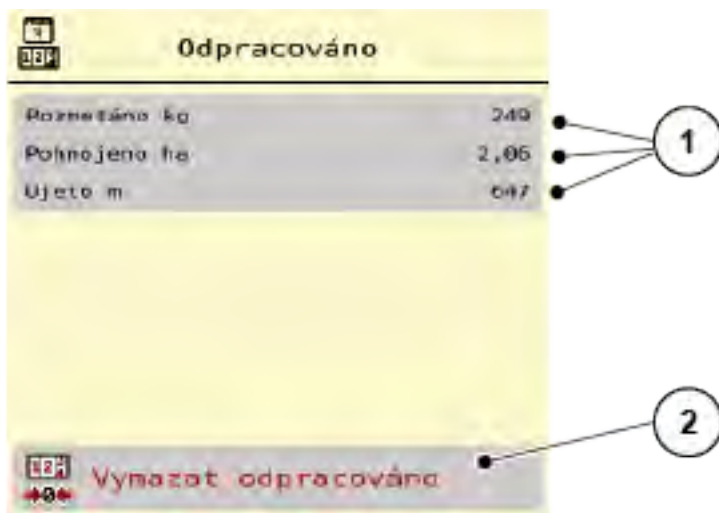 Odpracováno
Rozmetáno kg 249
Pohnojeno ha 2,06
Ujeto m 647
1
2
Vymazat odpracováno